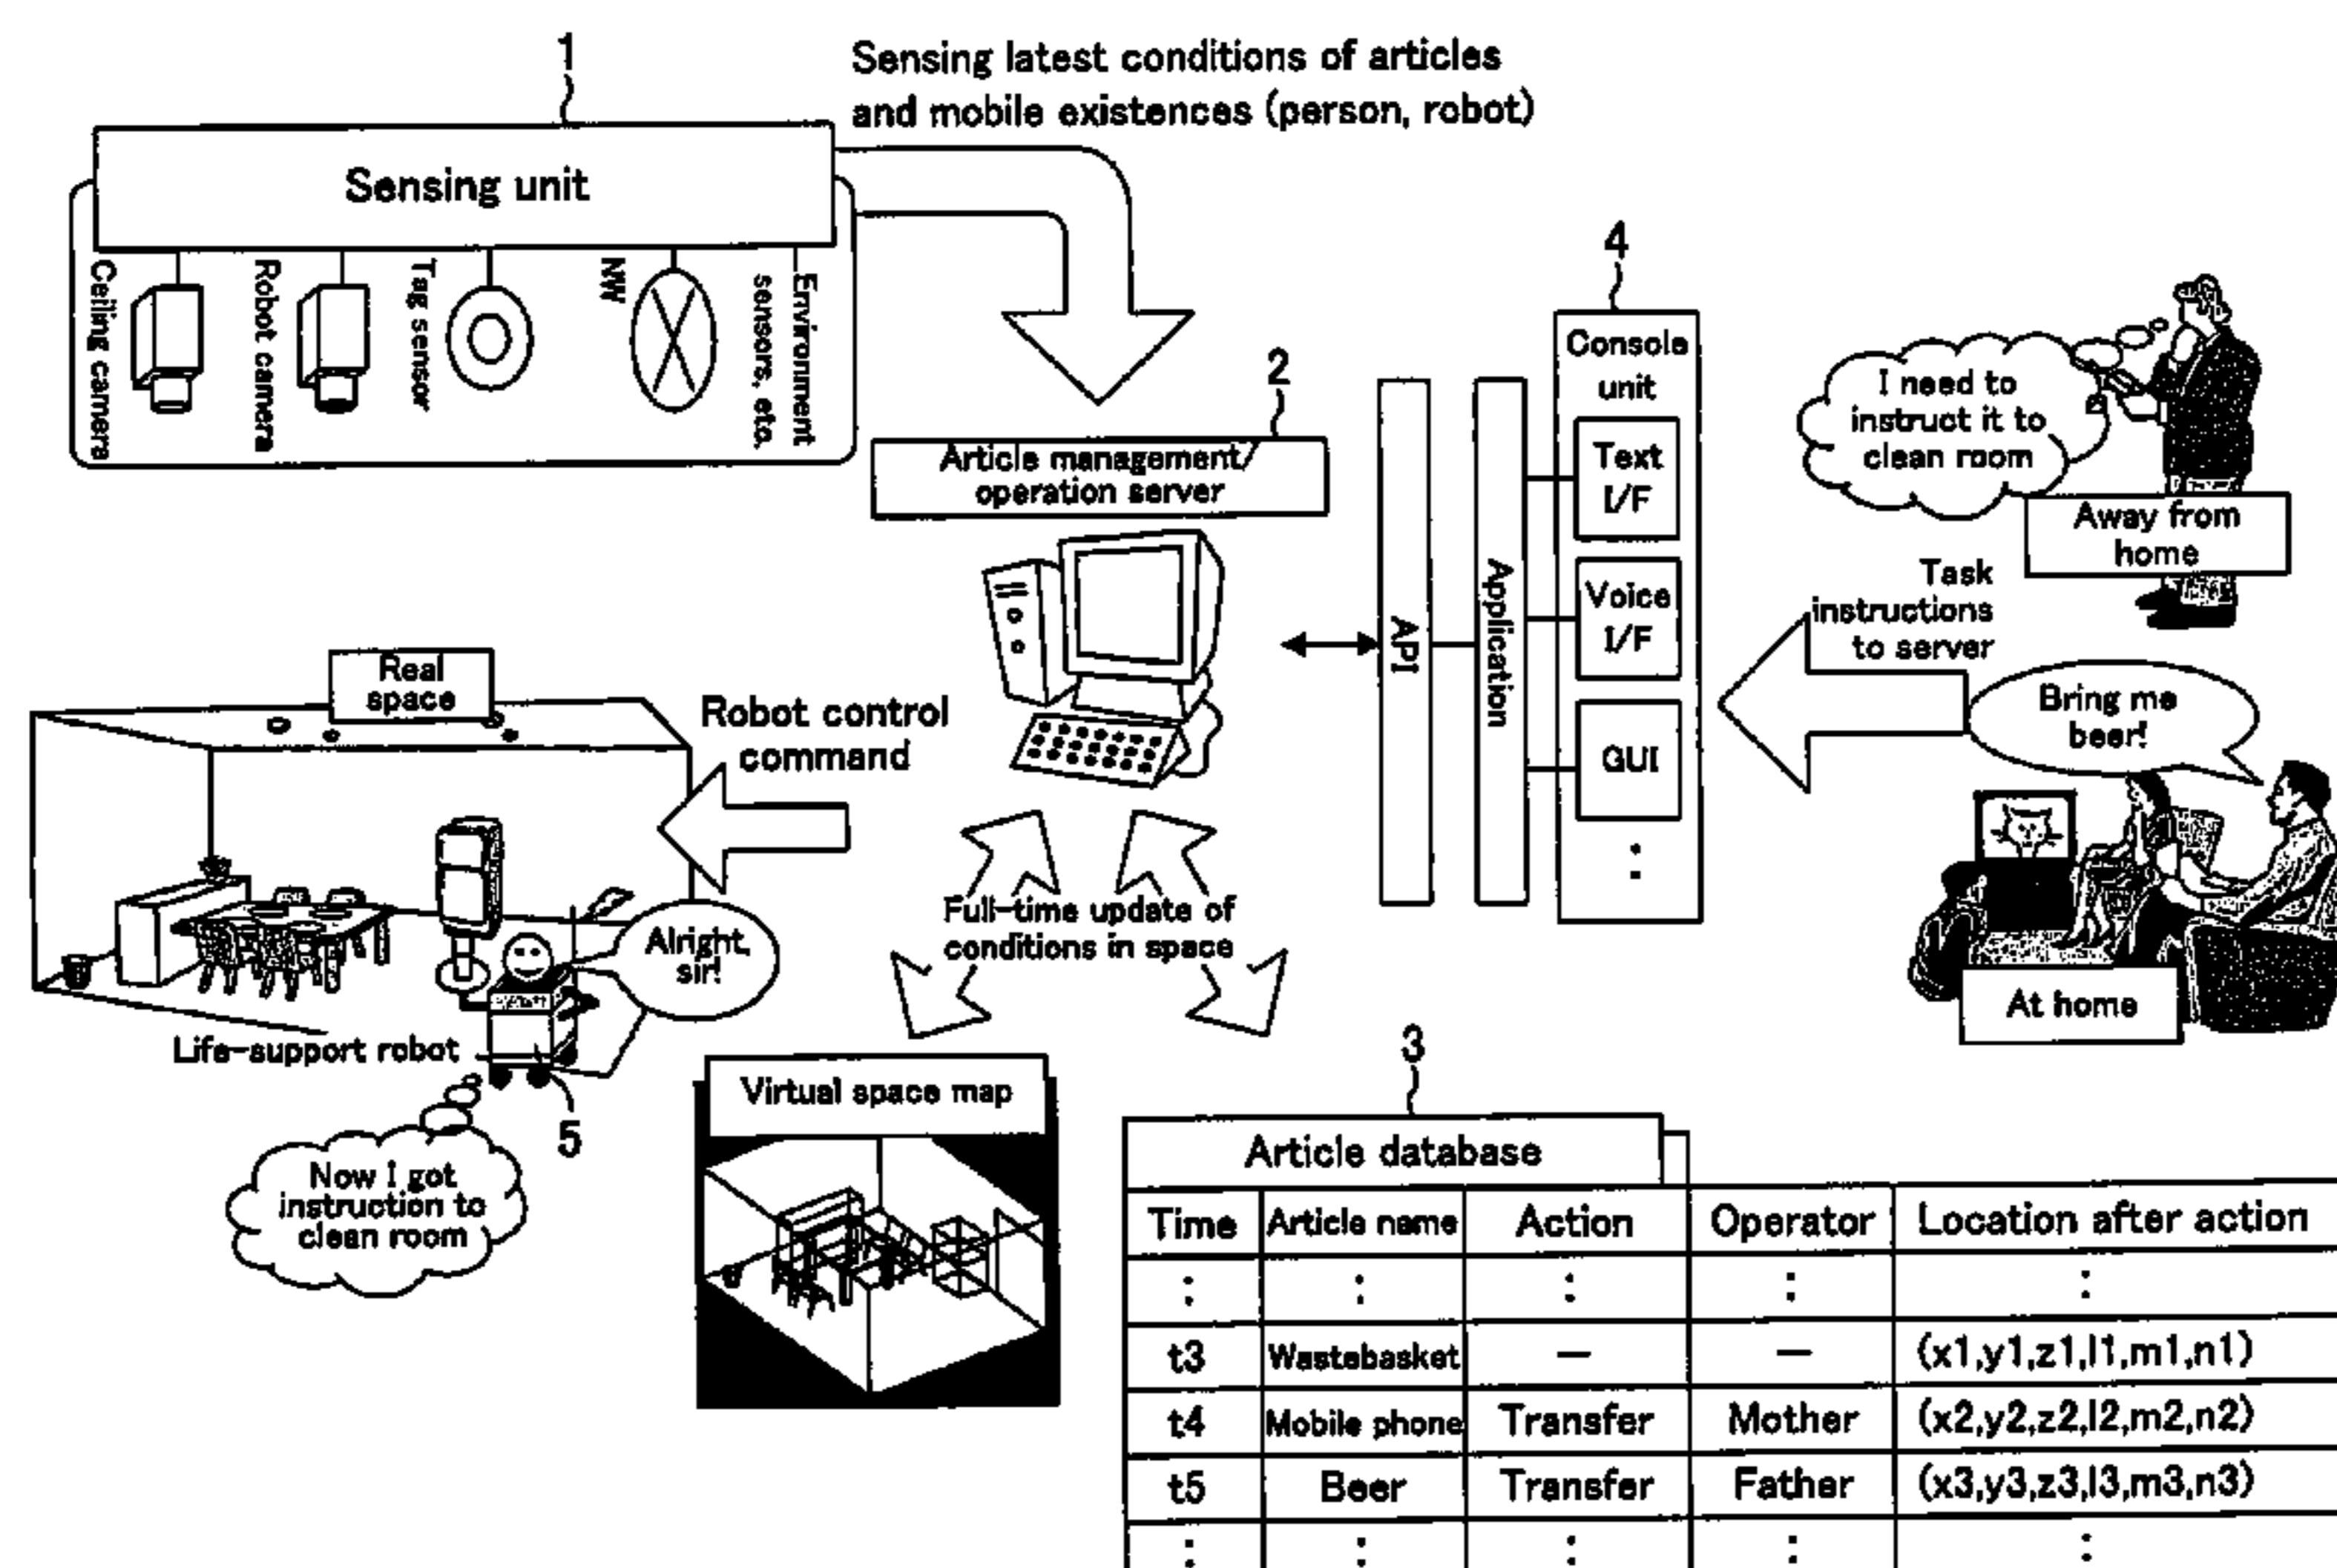 1
Sensing latest conditions of articles
and mobile existences (person, robot)
Sensing unit
Ceiling camera
Robot camera
Tag sensor
NW
Environment
sensors, etc.
2
Article management/
operation server
4
Console
unit
Text
I/F
Voice
I/F
GUI
API
Application
I need to
instruct it to
clean room
Away from
home
Task
instructions
to server
Bring me
beer!
At home
Real
space
Robot control
command
Alright,
sir!
Life-support robot
5
Now I got
instruction to
clean room
Full-time update of
conditions in space
Virtual space map
3
Article database
Time Article name Action Operator Location after action
: : : : :
t3 Wastebasket — — (x1,y1,z1,l1,m1,n1)
t4 Mobile phone Transfer Mother (x2,y2,z2,l2,m2,n2)
t5 Beer Transfer Father (x3,y3,z3,l3,m3,n3)
: : : : :